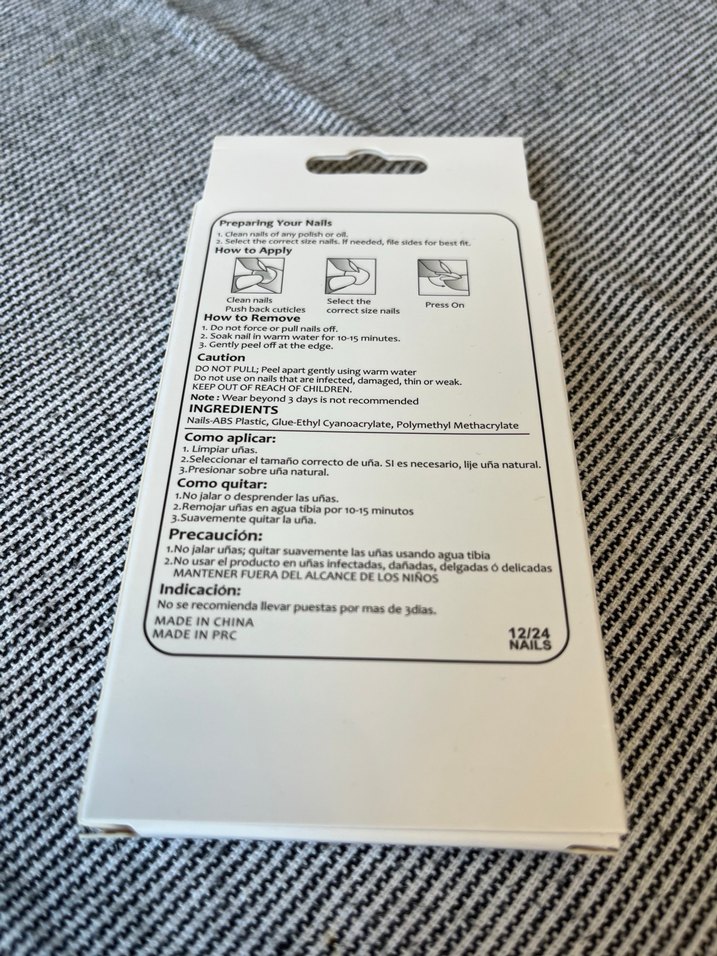 Preparing Your Nails
1. Clean nails of any polish or oil.
2. Select the correct size nails. If needed, file sides for best fit.
How to Apply
Clean nails
Push back cuticles
Select the
correct size nails
Press On
How to Remove
1. Do not force or pull nails off.
2. Soak nail in warm water for 10-15 minutes.
3. Gently peel off at the edge.
Caution
DO NOT PULL; Peel apart gently using warm water
Do not use on nails that are infected, damaged, thin or weak.
KEEP OUT OF REACH OF CHILDREN.
Note : Wear beyond 3 days is not recommended
INGREDIENTS
Nails-ABS Plastic, Glue-Ethyl Cyanoacrylate, Polymethyl Methacrylate
Como aplicar:
1. Limpiar uñas.
2.Seleccionar el tamaño correcto de uña. SI es necesario, lije uña natural.
3.Presionar sobre uña natural.
Como quitar:
1.No jalar o desprender las uñas.
2.Remojar uñas en agua tibia por 10-15 minutos
3.Suavemente quitar la uña.
Precaución:
1.No jalar uñas; quitar suavemente las uñas usando agua tibia
2.No usar el producto en uñas infectadas, dañadas, delgadas ó delicadas
MANTENER FUERA DEL ALCANCE DE LOS NIÑOS
Indicación:
No se recomienda llevar puestas por mas de 3dias.
MADE IN CHINA
MADE IN PRC
12/24
NAILS